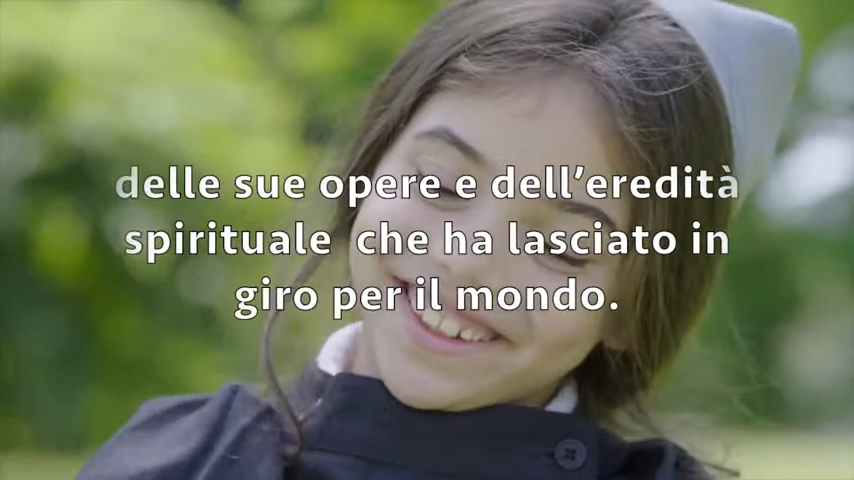 delle sue opere e dell’eredità
spirituale che ha lasciato in
giro per il mondo.